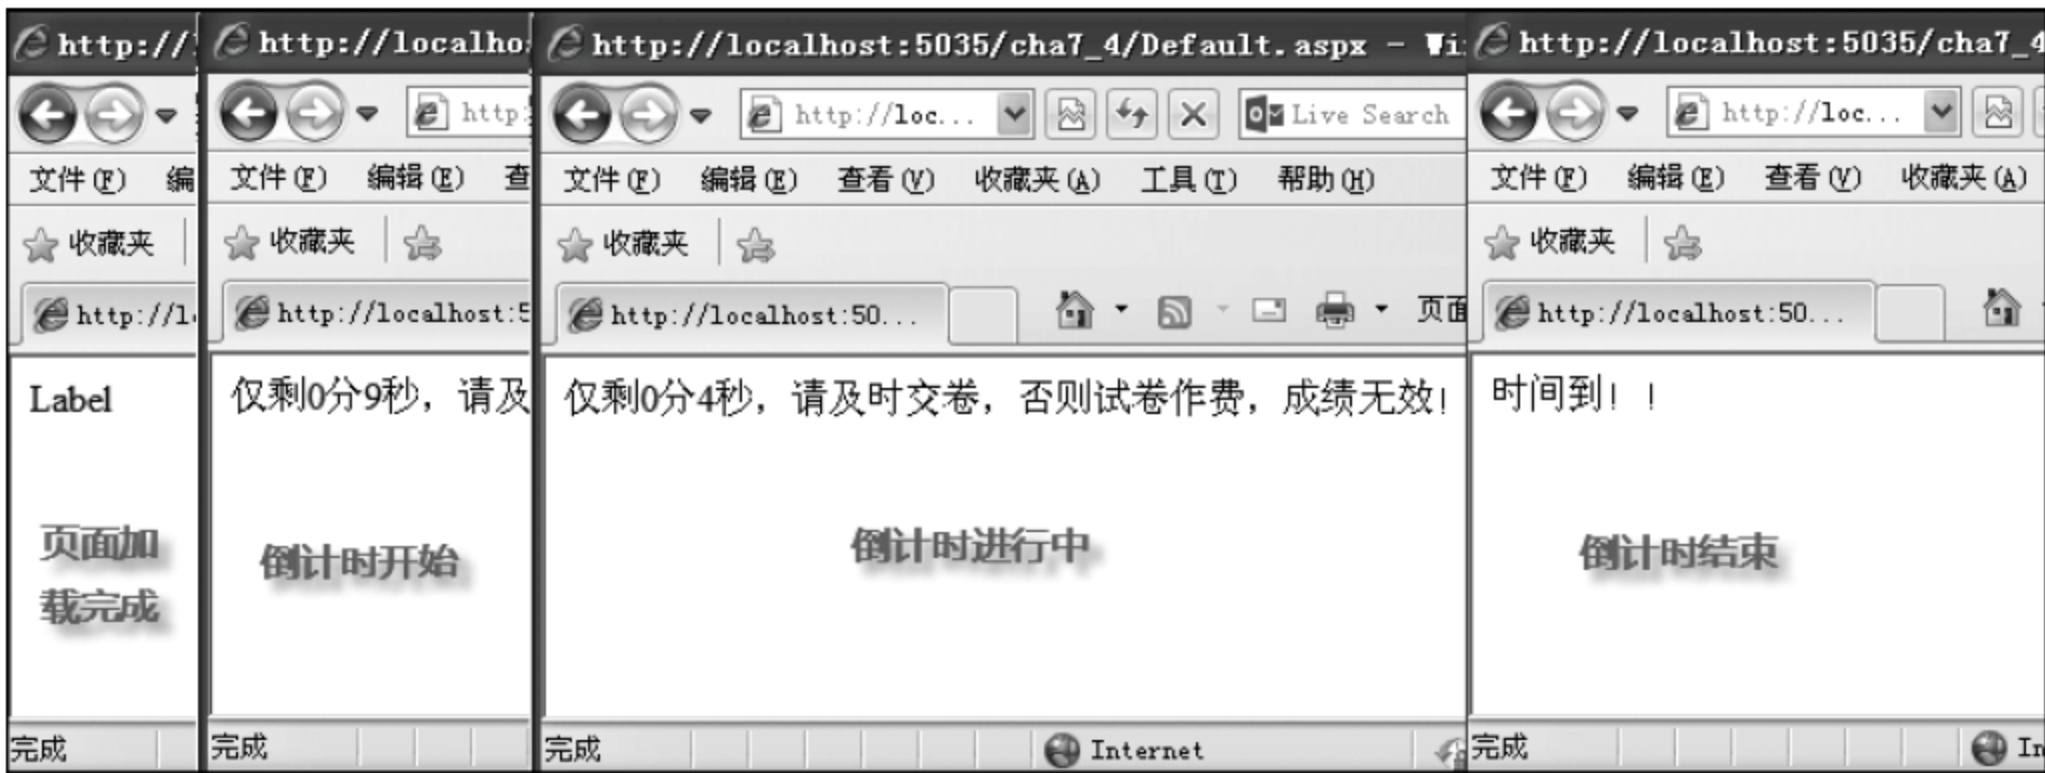 http://
文件(F) 编
收藏夹
http://l
Label
页面加
载完成
完成
http://localho
http:
文件(F) 编辑(E) 查
收藏夹
http://localhost:5
仅剩0分9秒，请及
倒计时开始
完成
http://localhost:5035/cha7_4/Default.aspx - Wi
http://loc... Live Search
文件(F) 编辑(E) 查看(V) 收藏夹(A) 工具(T) 帮助(H)
收藏夹
http://localhost:50... 页面
仅剩0分4秒，请及时交卷，否则试卷作费，成绩无效!
倒计时进行中
完成 Internet
http://localhost:5035/cha7_4
http://loc...
文件(F) 编辑(E) 查看(V) 收藏夹(A)
收藏夹
http://localhost:50...
时间到！！
倒计时结束
完成 In